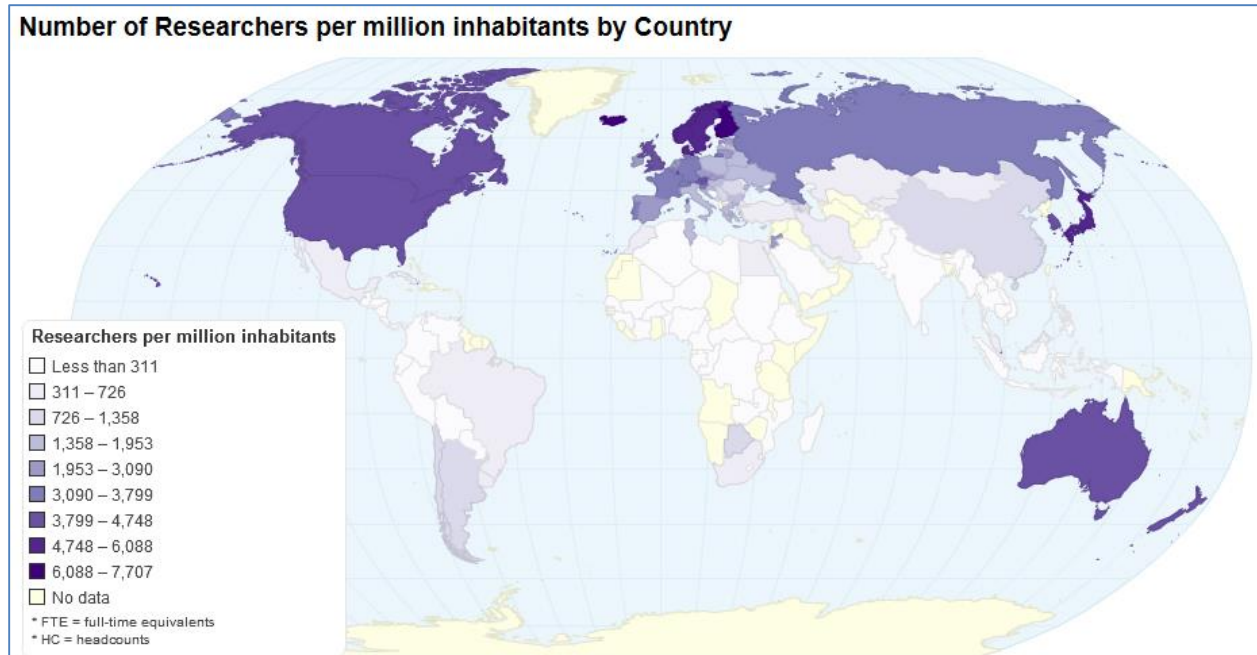 Number of Researchers per million inhabitants by Country
Researchers per million inhabitants
Less than 311
311 – 726
726 – 1,358
1,358 – 1,953
1,953 – 3,090
3,090 – 3,799
3,799 – 4,748
4,748 – 6,088
6,088 – 7,707
No data
* FTE = full-time equivalents
* HC = headcounts